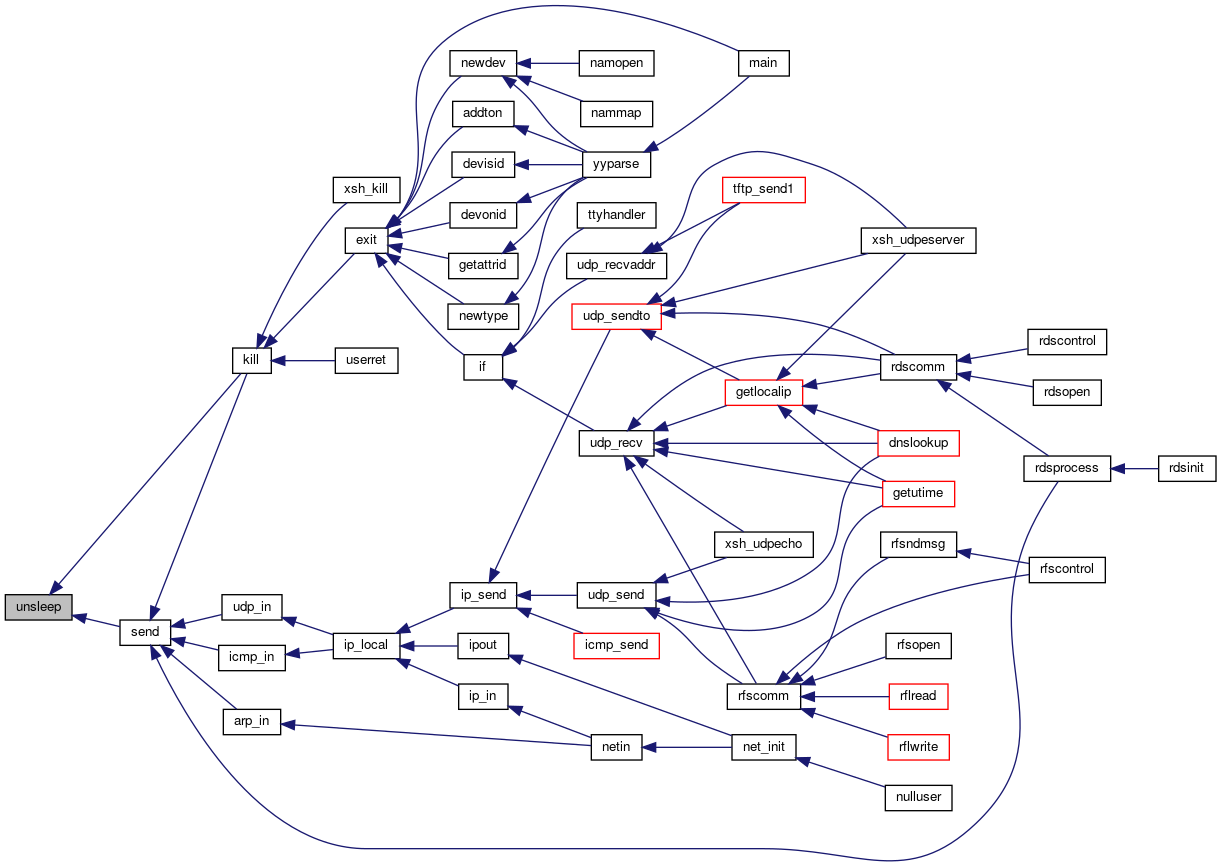 main
newdev
namopen
addton
nammap
devisid
yyparse
xsh_kill
tftp_send1
devonid
ttyhandler
exit
xsh_udpeserver
getattrid
udp_recvaddr
newtype
udp_sendto
rdscontrol
kill
userret
if
rdscomm
getlocalip
rdsopen
udp_recv
dnslookup
rdsprocess
rdsinit
getutime
xsh_udpecho
rfsndmsg
rfscontrol
unsleep
udp_in
ip_send
udp_send
send
ip_local
ipout
icmp_send
rfsopen
icmp_in
ip_in
rfscomm
rflread
arp_in
netin
net_init
rflwrite
nulluser